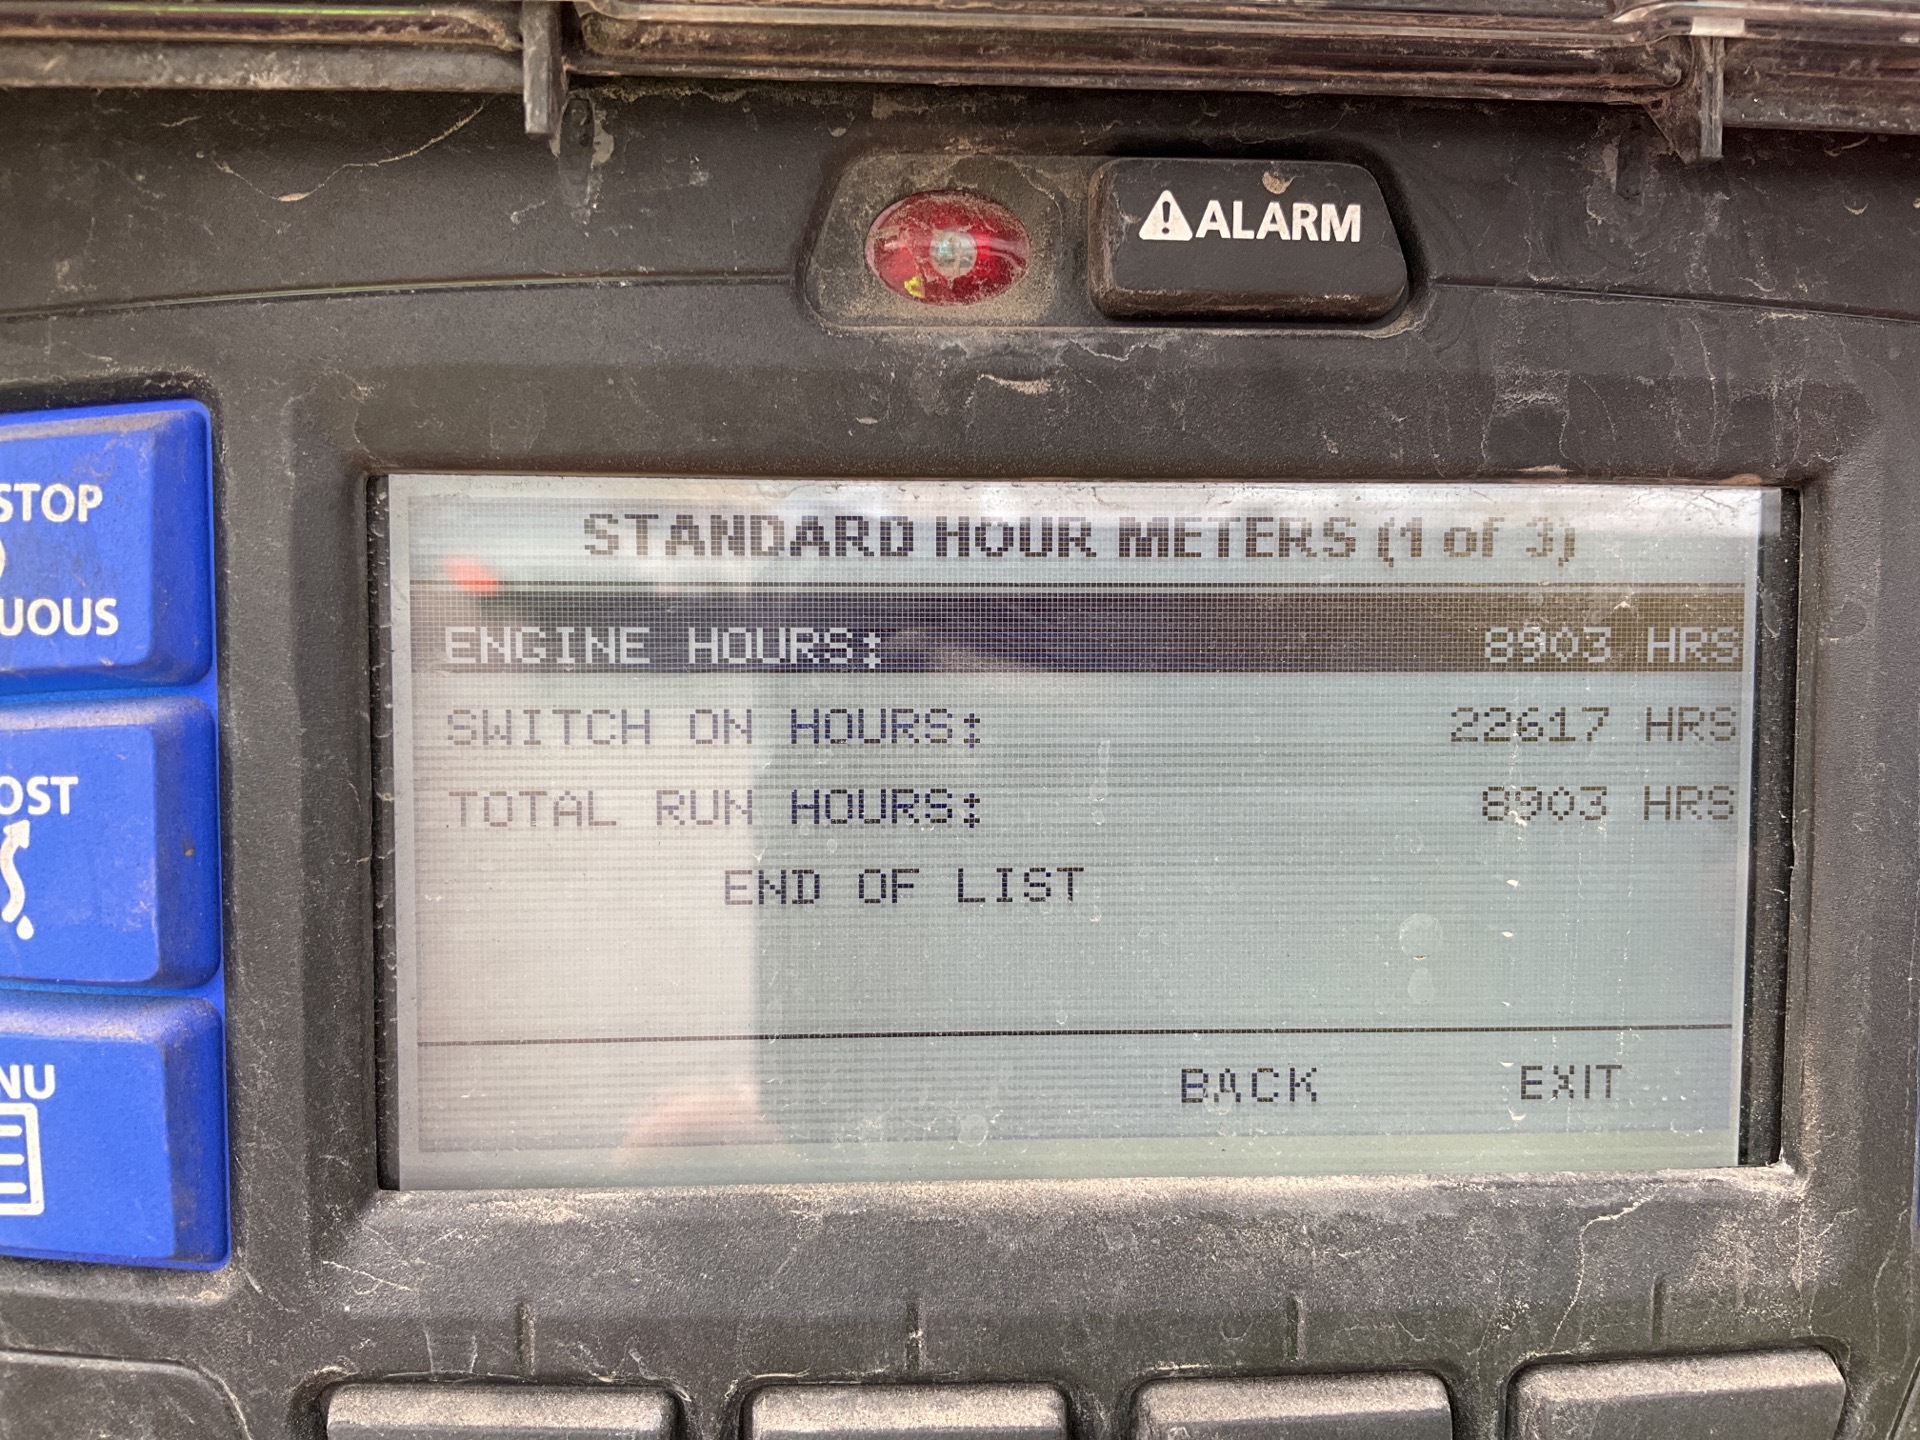 ALARM
STOP
UOUS
OST
NU
STANDARD HOUR METERS (1 of 3)
ENGINE HOURS: 8903 HRS
SWITCH ON HOURS: 22617 HRS
TOTAL RUN HOURS: 8903 HRS
END OF LIST
BACK EXIT